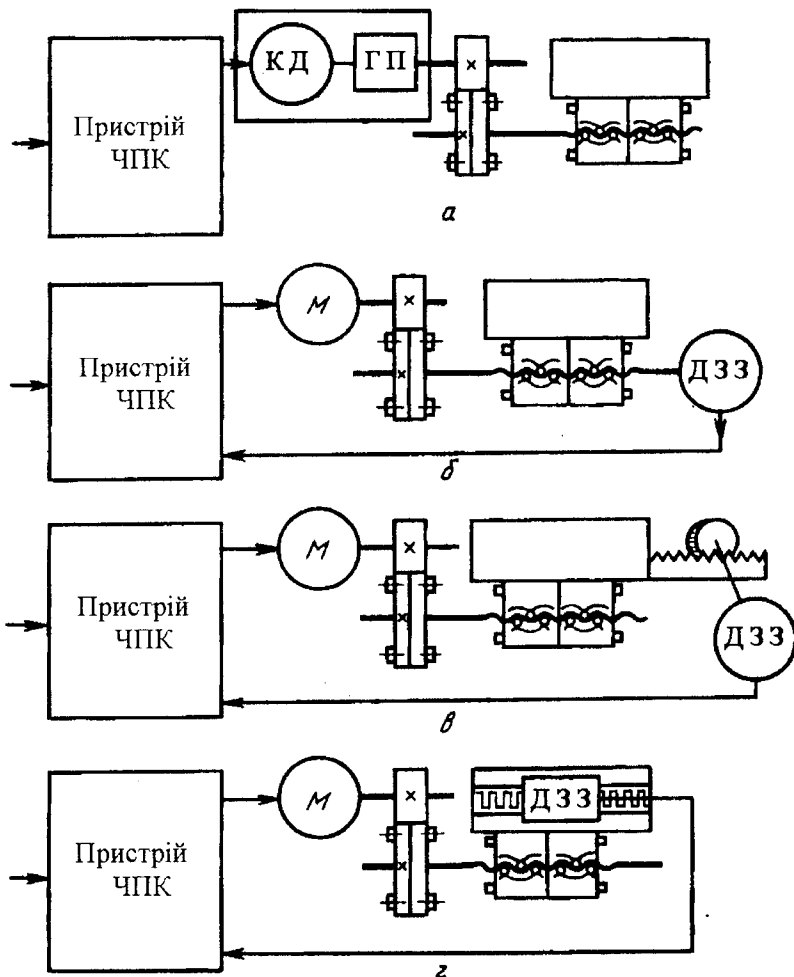 Пристрій
ЧПК
КД
ГП
а
Пристрій
ЧПК
М
ДЗЗ
б
Пристрій
ЧПК
М
ДЗЗ
в
Пристрій
ЧПК
М
ДЗЗ
г